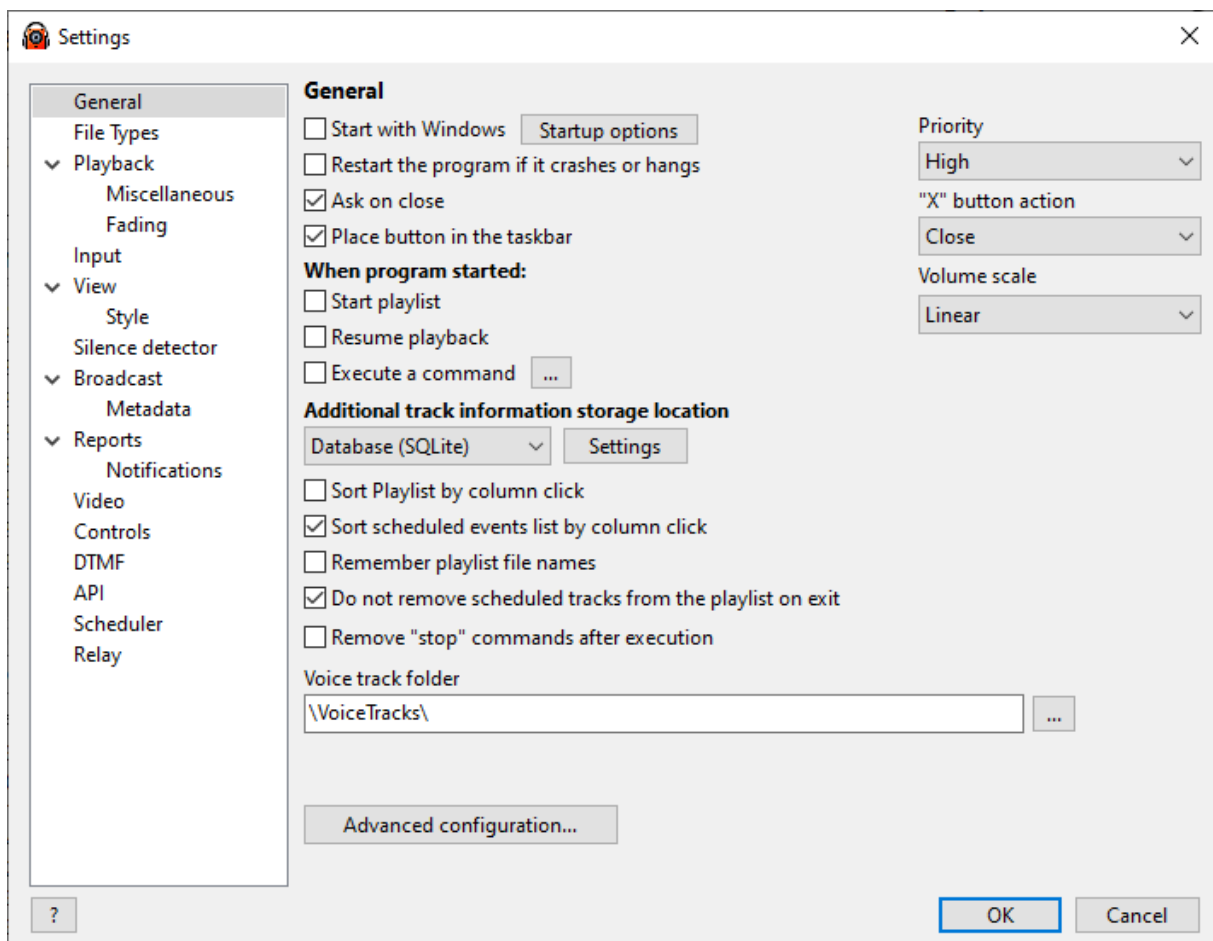 Settings
General
File Types
Playback
Miscellaneous
Fading
Input
View
Style
Silence detector
Broadcast
Metadata
Reports
Notifications
Video
Controls
DTMF
API
Scheduler
Relay
General
Start with Windows Startup options
Restart the program if it crashes or hangs
Ask on close
Place button in the taskbar
When program started:
Start playlist
Resume playback
Execute a command ...
Additional track information storage location
Database (SQLite) Settings
Sort Playlist by column click
Sort scheduled events list by column click
Remember playlist file names
Do not remove scheduled tracks from the playlist on exit
Remove "stop" commands after execution
Voice track folder
\VoiceTracks\ ...
Advanced configuration...
Priority
High
"X" button action
Close
Volume scale
Linear
?
OK Cancel